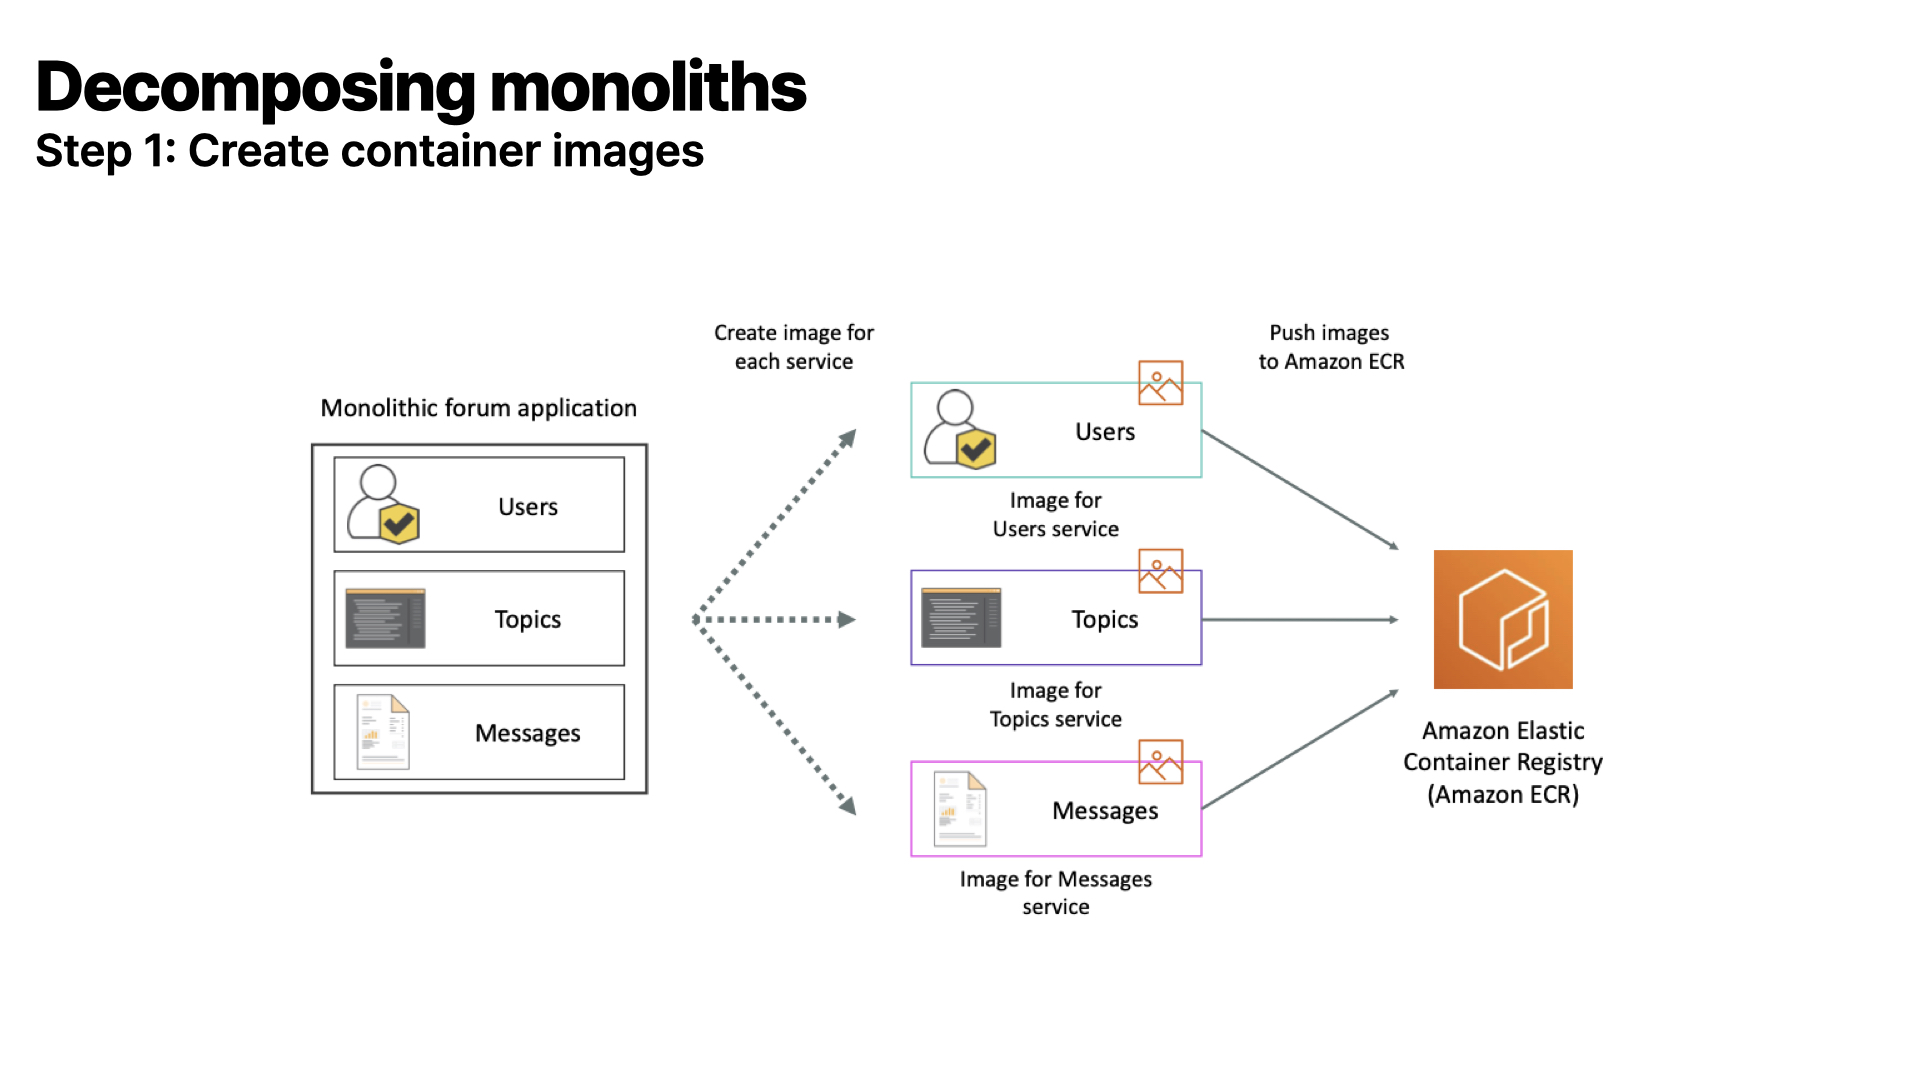 Decomposing monoliths
Step 1: Create container images
Monolithic forum application
Users
Topics
Messages
Create image for
each service
Users
Image for
Users service
Topics
Image for
Topics service
Messages
Image for Messages
service
Push images
to Amazon ECR
Amazon Elastic
Container Registry
(Amazon ECR)